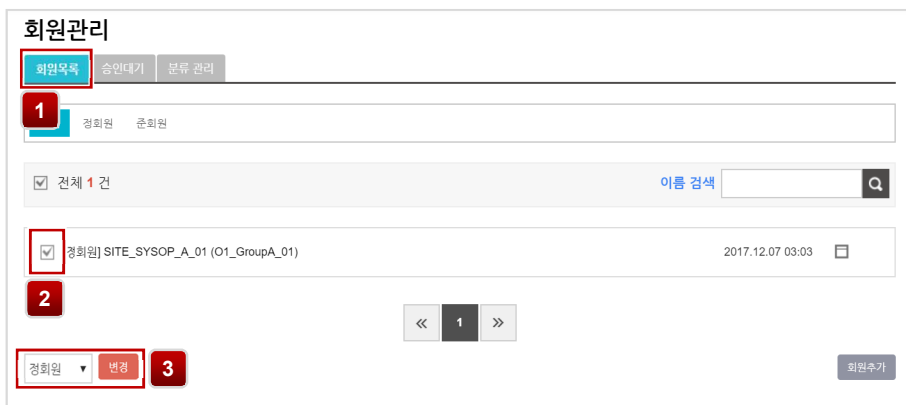 회원관리
회원목록 승인대기 분류 관리
1
정회원 준회원
전체 1 건 이름 검색
정회원] SITE_SYSOP_A_01 (O1_GroupA_01) 2017.12.07 03:03
2
« 1 »
정회원 ▼ 변경 3 회원추가